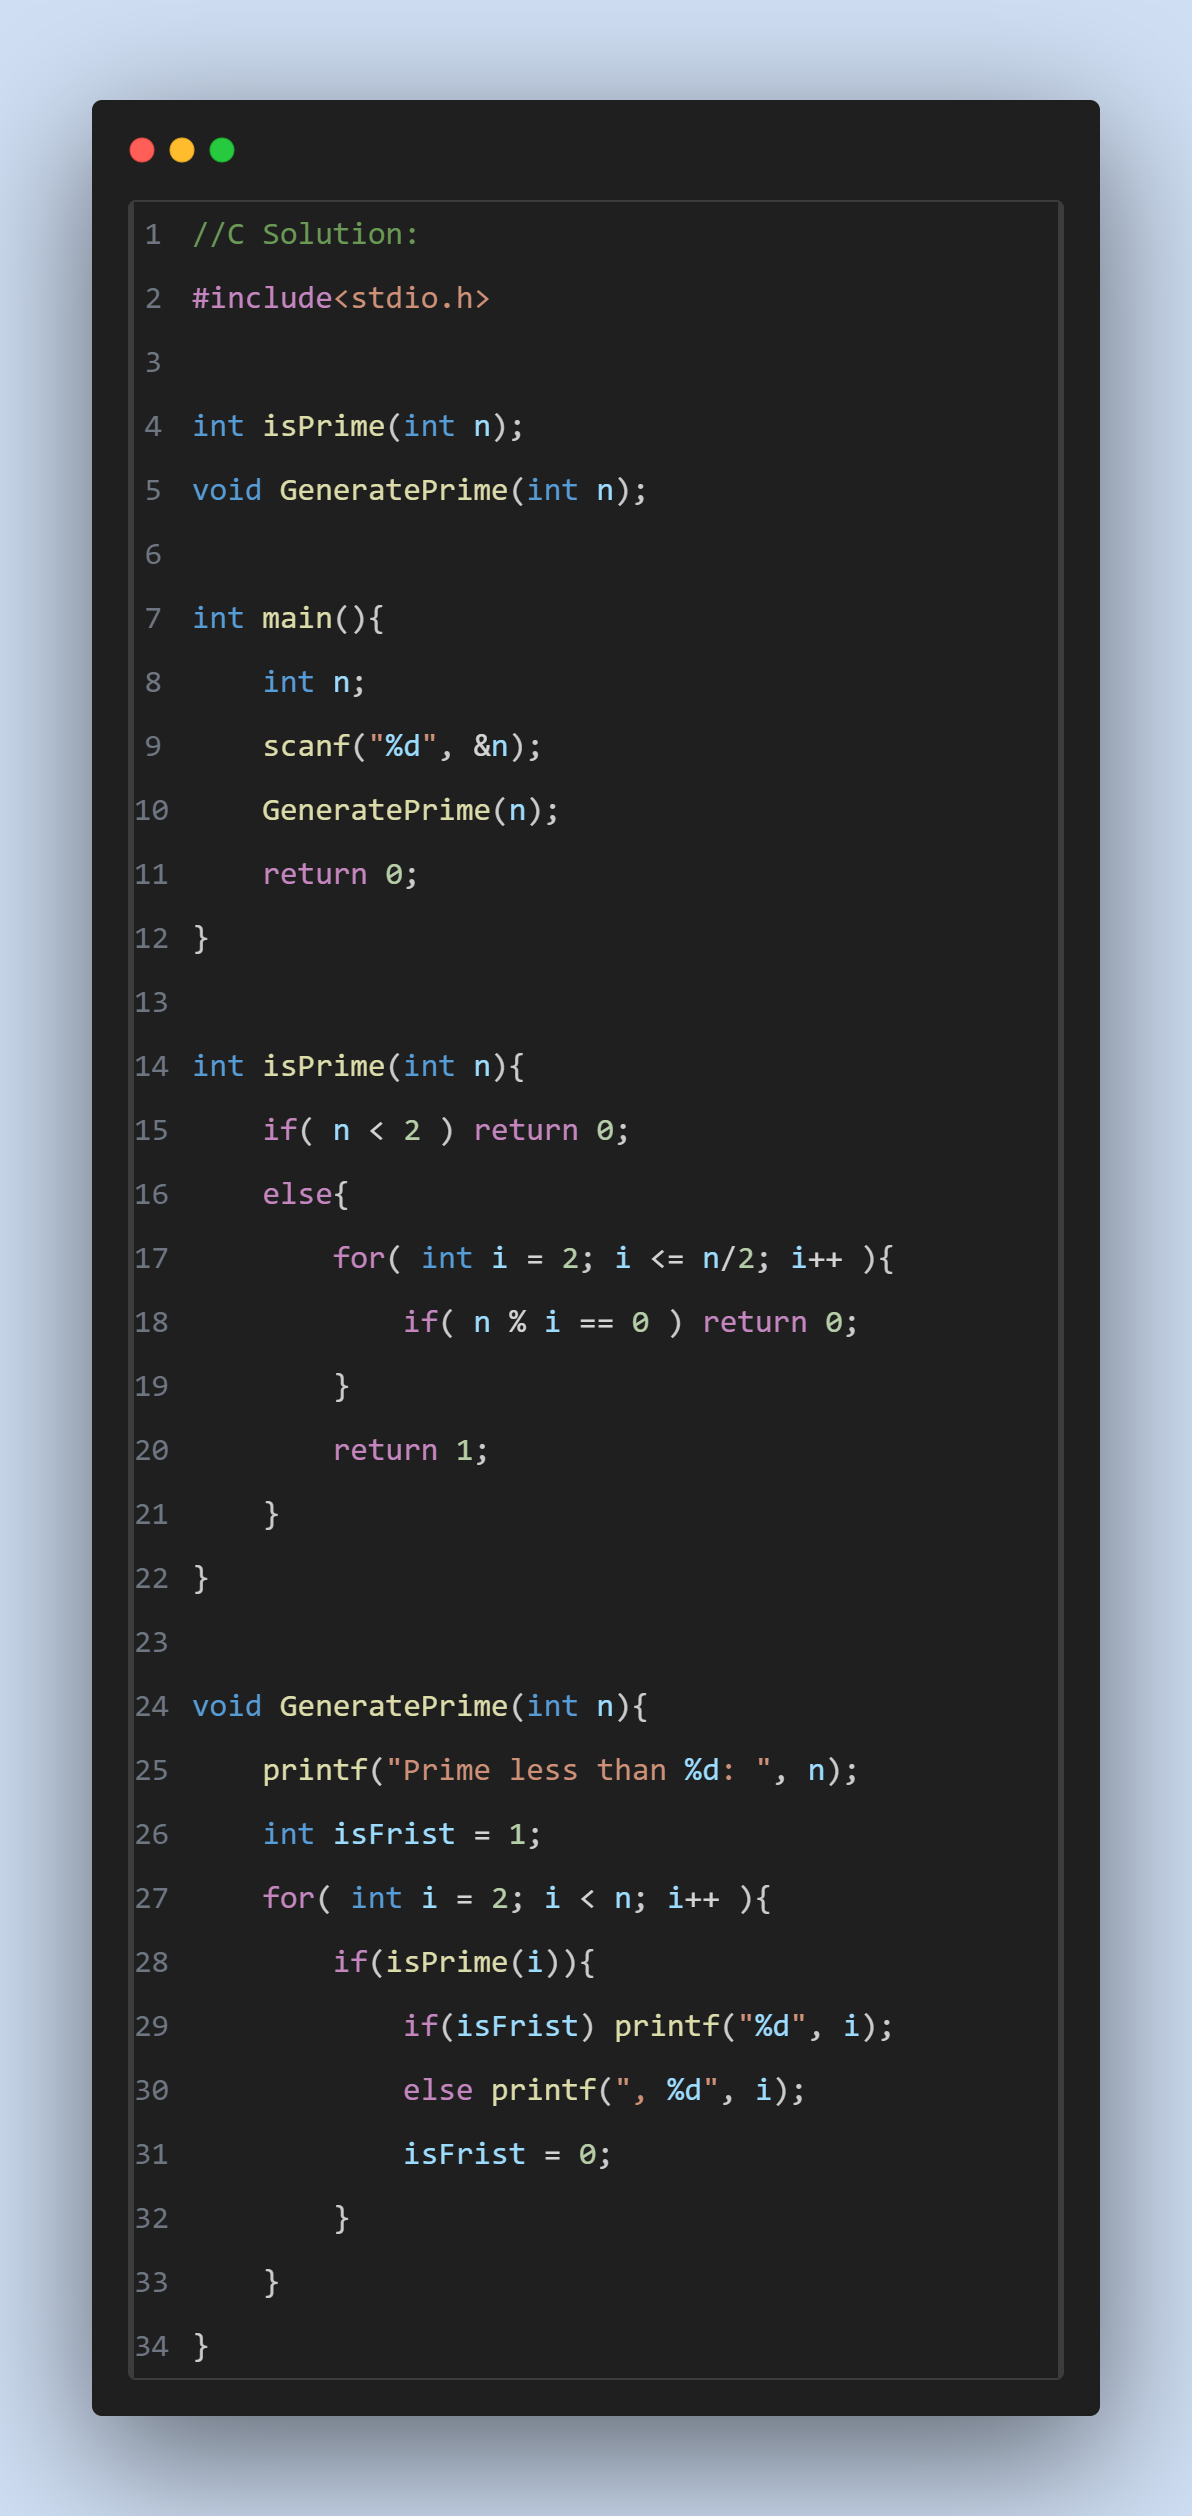 1 //C Solution:
2 #include<stdio.h>
3
4 int isPrime(int n);
5 void GeneratePrime(int n);
6
7 int main(){
8     int n;
9     scanf("%d", &n);
10     GeneratePrime(n);
11     return 0;
12 }
13
14 int isPrime(int n){
15     if( n < 2 ) return 0;
16     else{
17         for( int i = 2; i <= n/2; i++ ){
18             if( n % i == 0 ) return 0;
19         }
20         return 1;
21     }
22 }
23
24 void GeneratePrime(int n){
25     printf("Prime less than %d: ", n);
26     int isFrist = 1;
27     for( int i = 2; i < n; i++ ){
28         if(isPrime(i)){
29             if(isFrist) printf("%d", i);
30             else printf(", %d", i);
31             isFrist = 0;
32         }
33     }
34 }